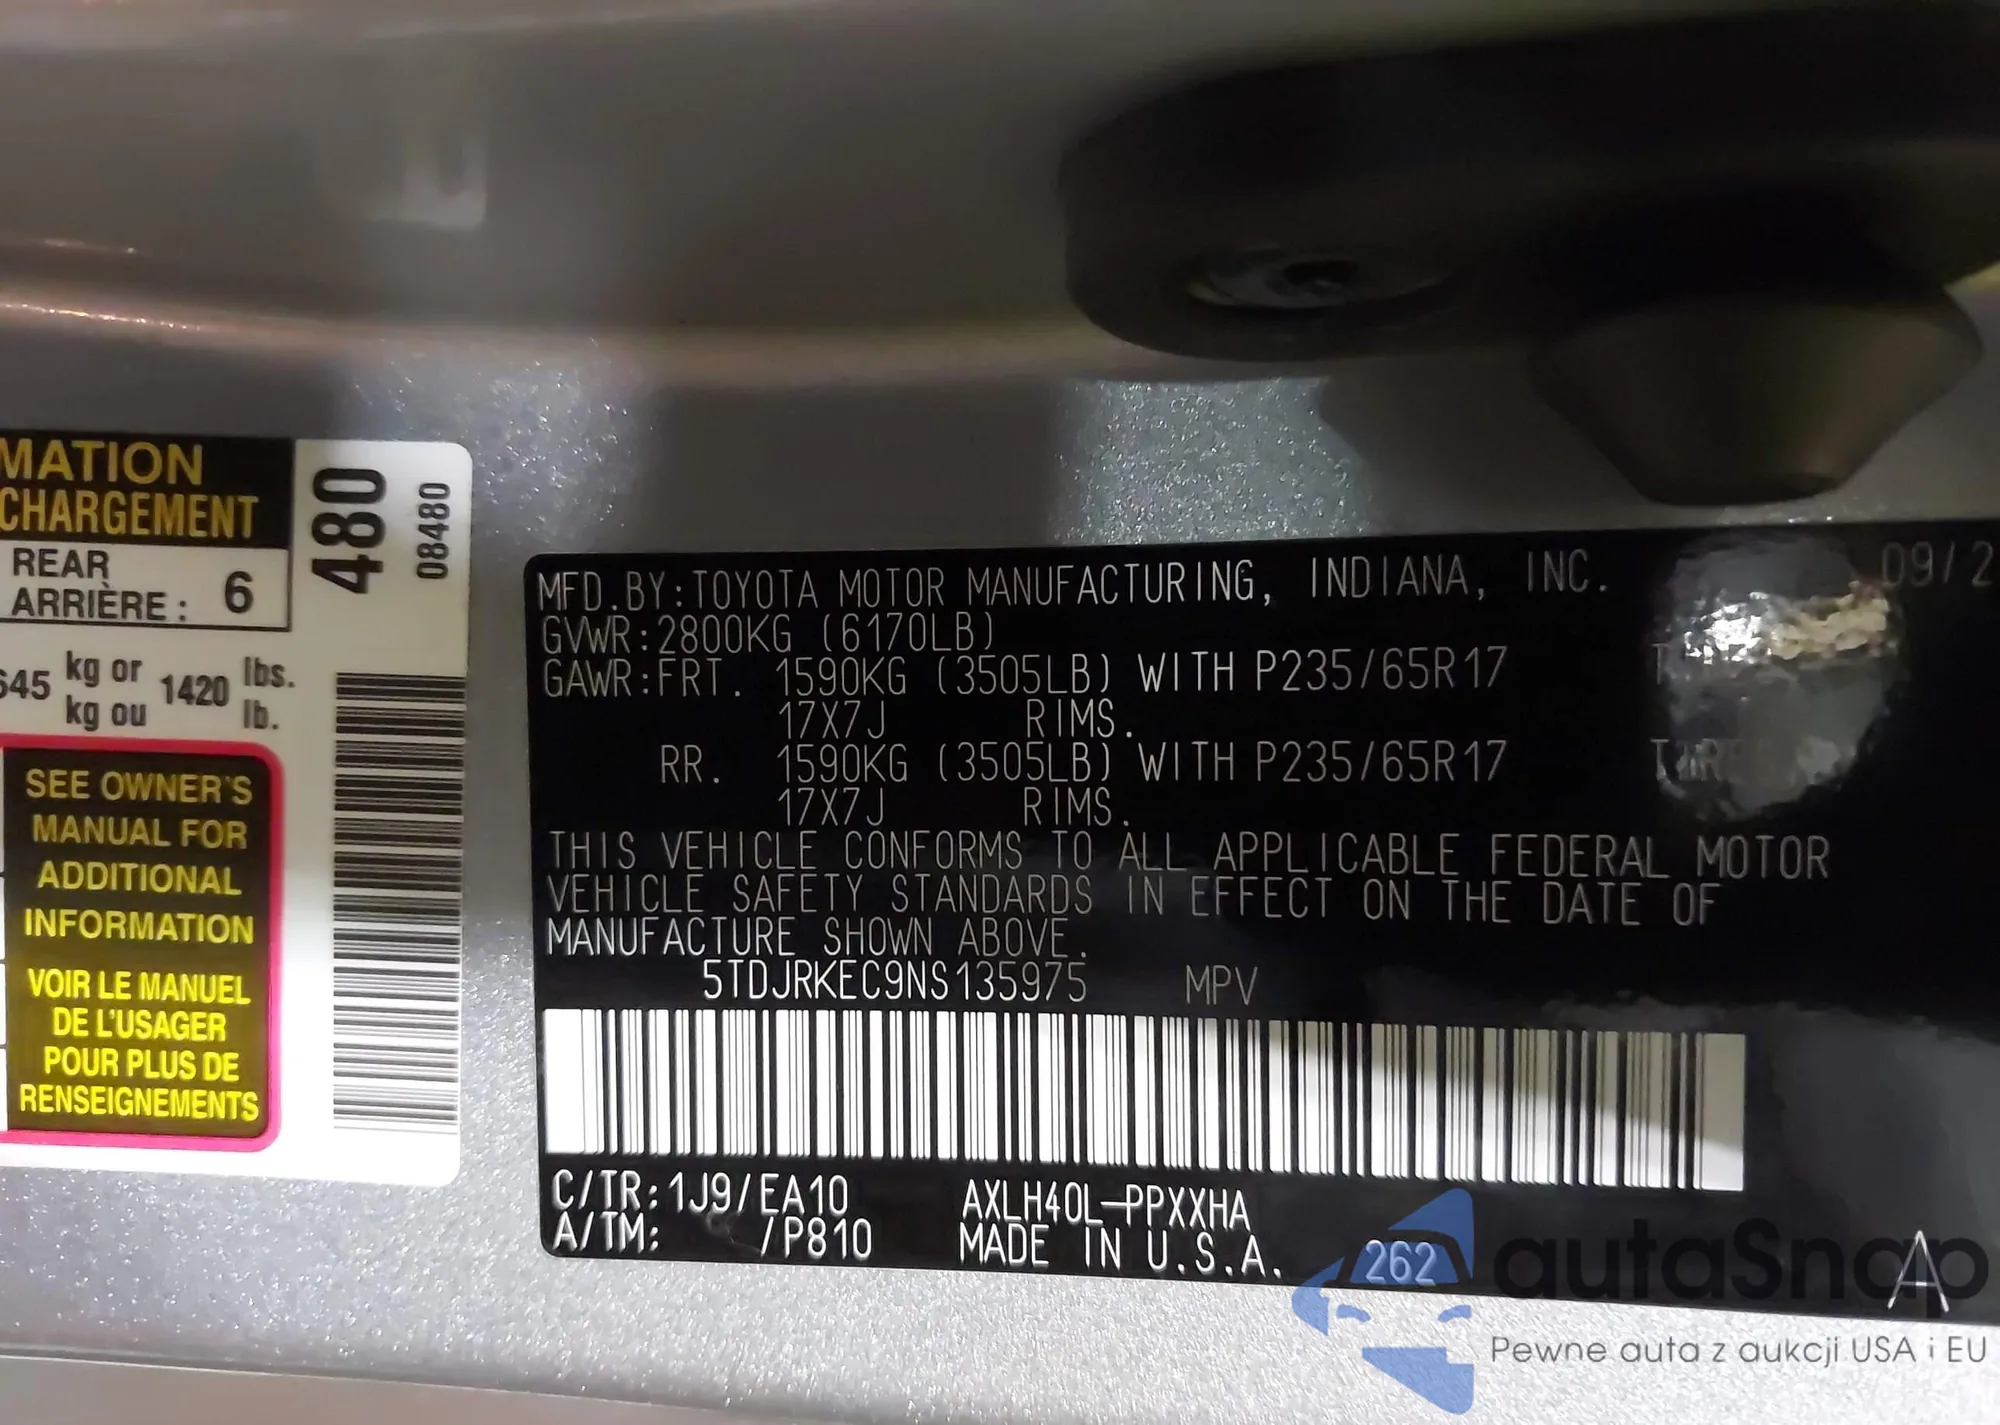 MATION
CHARGEMENT
REAR
ARRIÈRE : 6
645 kg or 1420 lbs.
kg ou lb.
SEE OWNER'S
MANUAL FOR
ADDITIONAL
INFORMATION
VOIR LE MANUEL
DE L'USAGER
POUR PLUS DE
RENSEIGNEMENTS
480
08480
MFD.BY:TOYOTA MOTOR MANUFACTURING, INDIANA, INC. 09/2
GVWR:2800KG (6170LB)
GAWR:FRT. 1590KG (3505LB) WITH P235/65R17
17X7J RIMS.
RR. 1590KG (3505LB) WITH P235/65R17
17X7J RIMS.
THIS VEHICLE CONFORMS TO ALL APPLICABLE FEDERAL MOTOR
VEHICLE SAFETY STANDARDS IN EFFECT ON THE DATE OF
MANUFACTURE SHOWN ABOVE.
5TDJRKEC9NS135975 MPV
C/TR:1J9/EA10 AXLH40L-PPXXHA
A/TM: /P810 MADE IN U.S.A. 262 A
autoSnap
Pewne auta z aukcji USA i EU